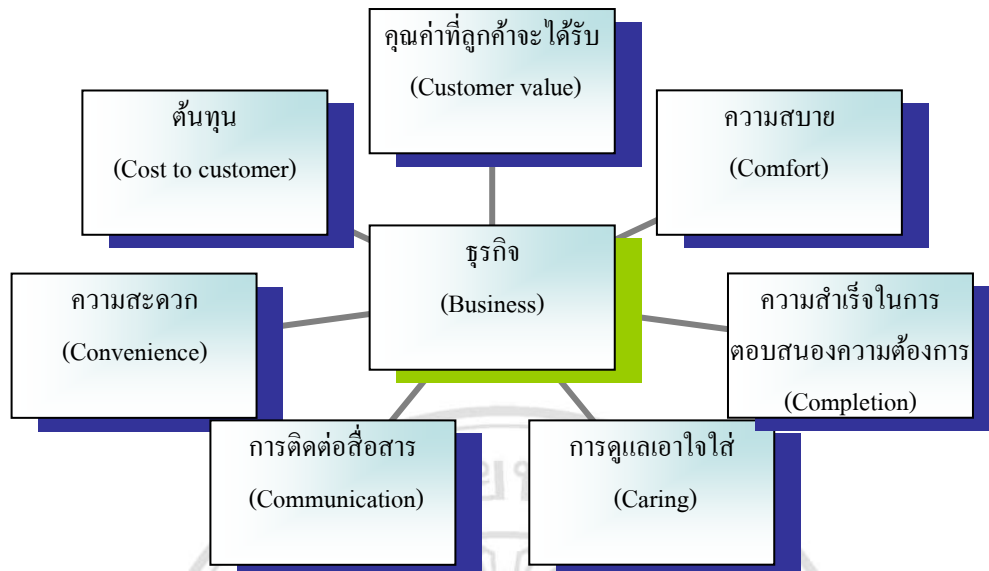 คุณค่าที่ลูกค้าจะได้รับ
(Customer value)
ต้นทุน
(Cost to customer)
ความสบาย
(Comfort)
ธุรกิจ
(Business)
ความสะดวก
(Convenience)
ความสำเร็จในการ
ตอบสนองความต้องการ
(Completion)
การติดต่อสื่อสาร
(Communication)
การดูแลเอาใจใส่
(Caring)